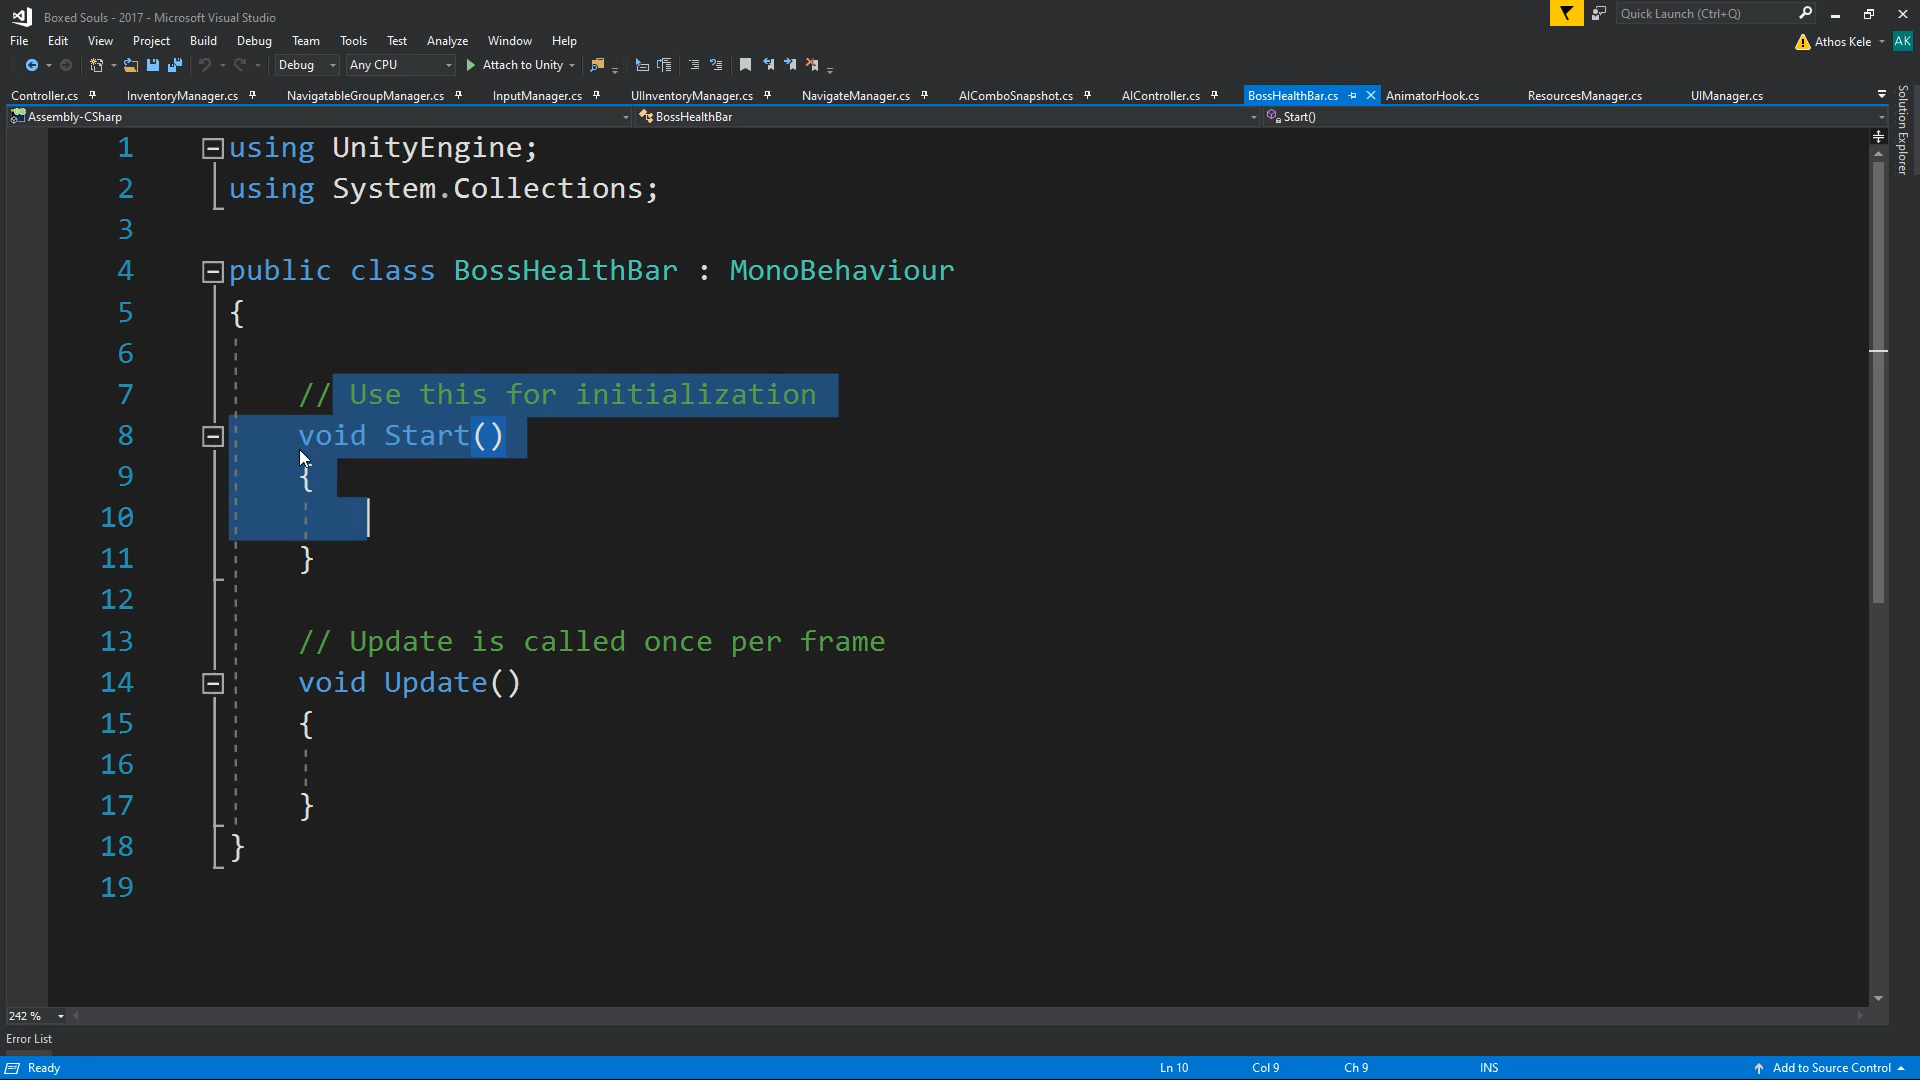 Boxed Souls - 2017 - Microsoft Visual Studio
Quick Launch (Ctrl+Q)
File Edit View Project Build Debug Team Tools Test Analyze Window Help
Athos Kele AK
Debug Any CPU Attach to Unity
Controller.cs InventoryManager.cs NavigatableGroupManager.cs InputManager.cs UIInventoryManager.cs NavigateManager.cs AIComboSnapshot.cs AIController.cs BossHealthBar.cs AnimatorHook.cs ResourcesManager.cs UIManager.cs
Solution Explorer
Assembly-CSharp BossHealthBar Start()
1 using UnityEngine;
2 using System.Collections;
3
4 public class BossHealthBar : MonoBehaviour
5 {
6
7 // Use this for initialization
8 void Start()
9 {
10
11 }
12
13 // Update is called once per frame
14 void Update()
15 {
16
17 }
18 }
19
242 %
Error List
Ready Ln 10 Col 9 Ch 9 INS Add to Source Control